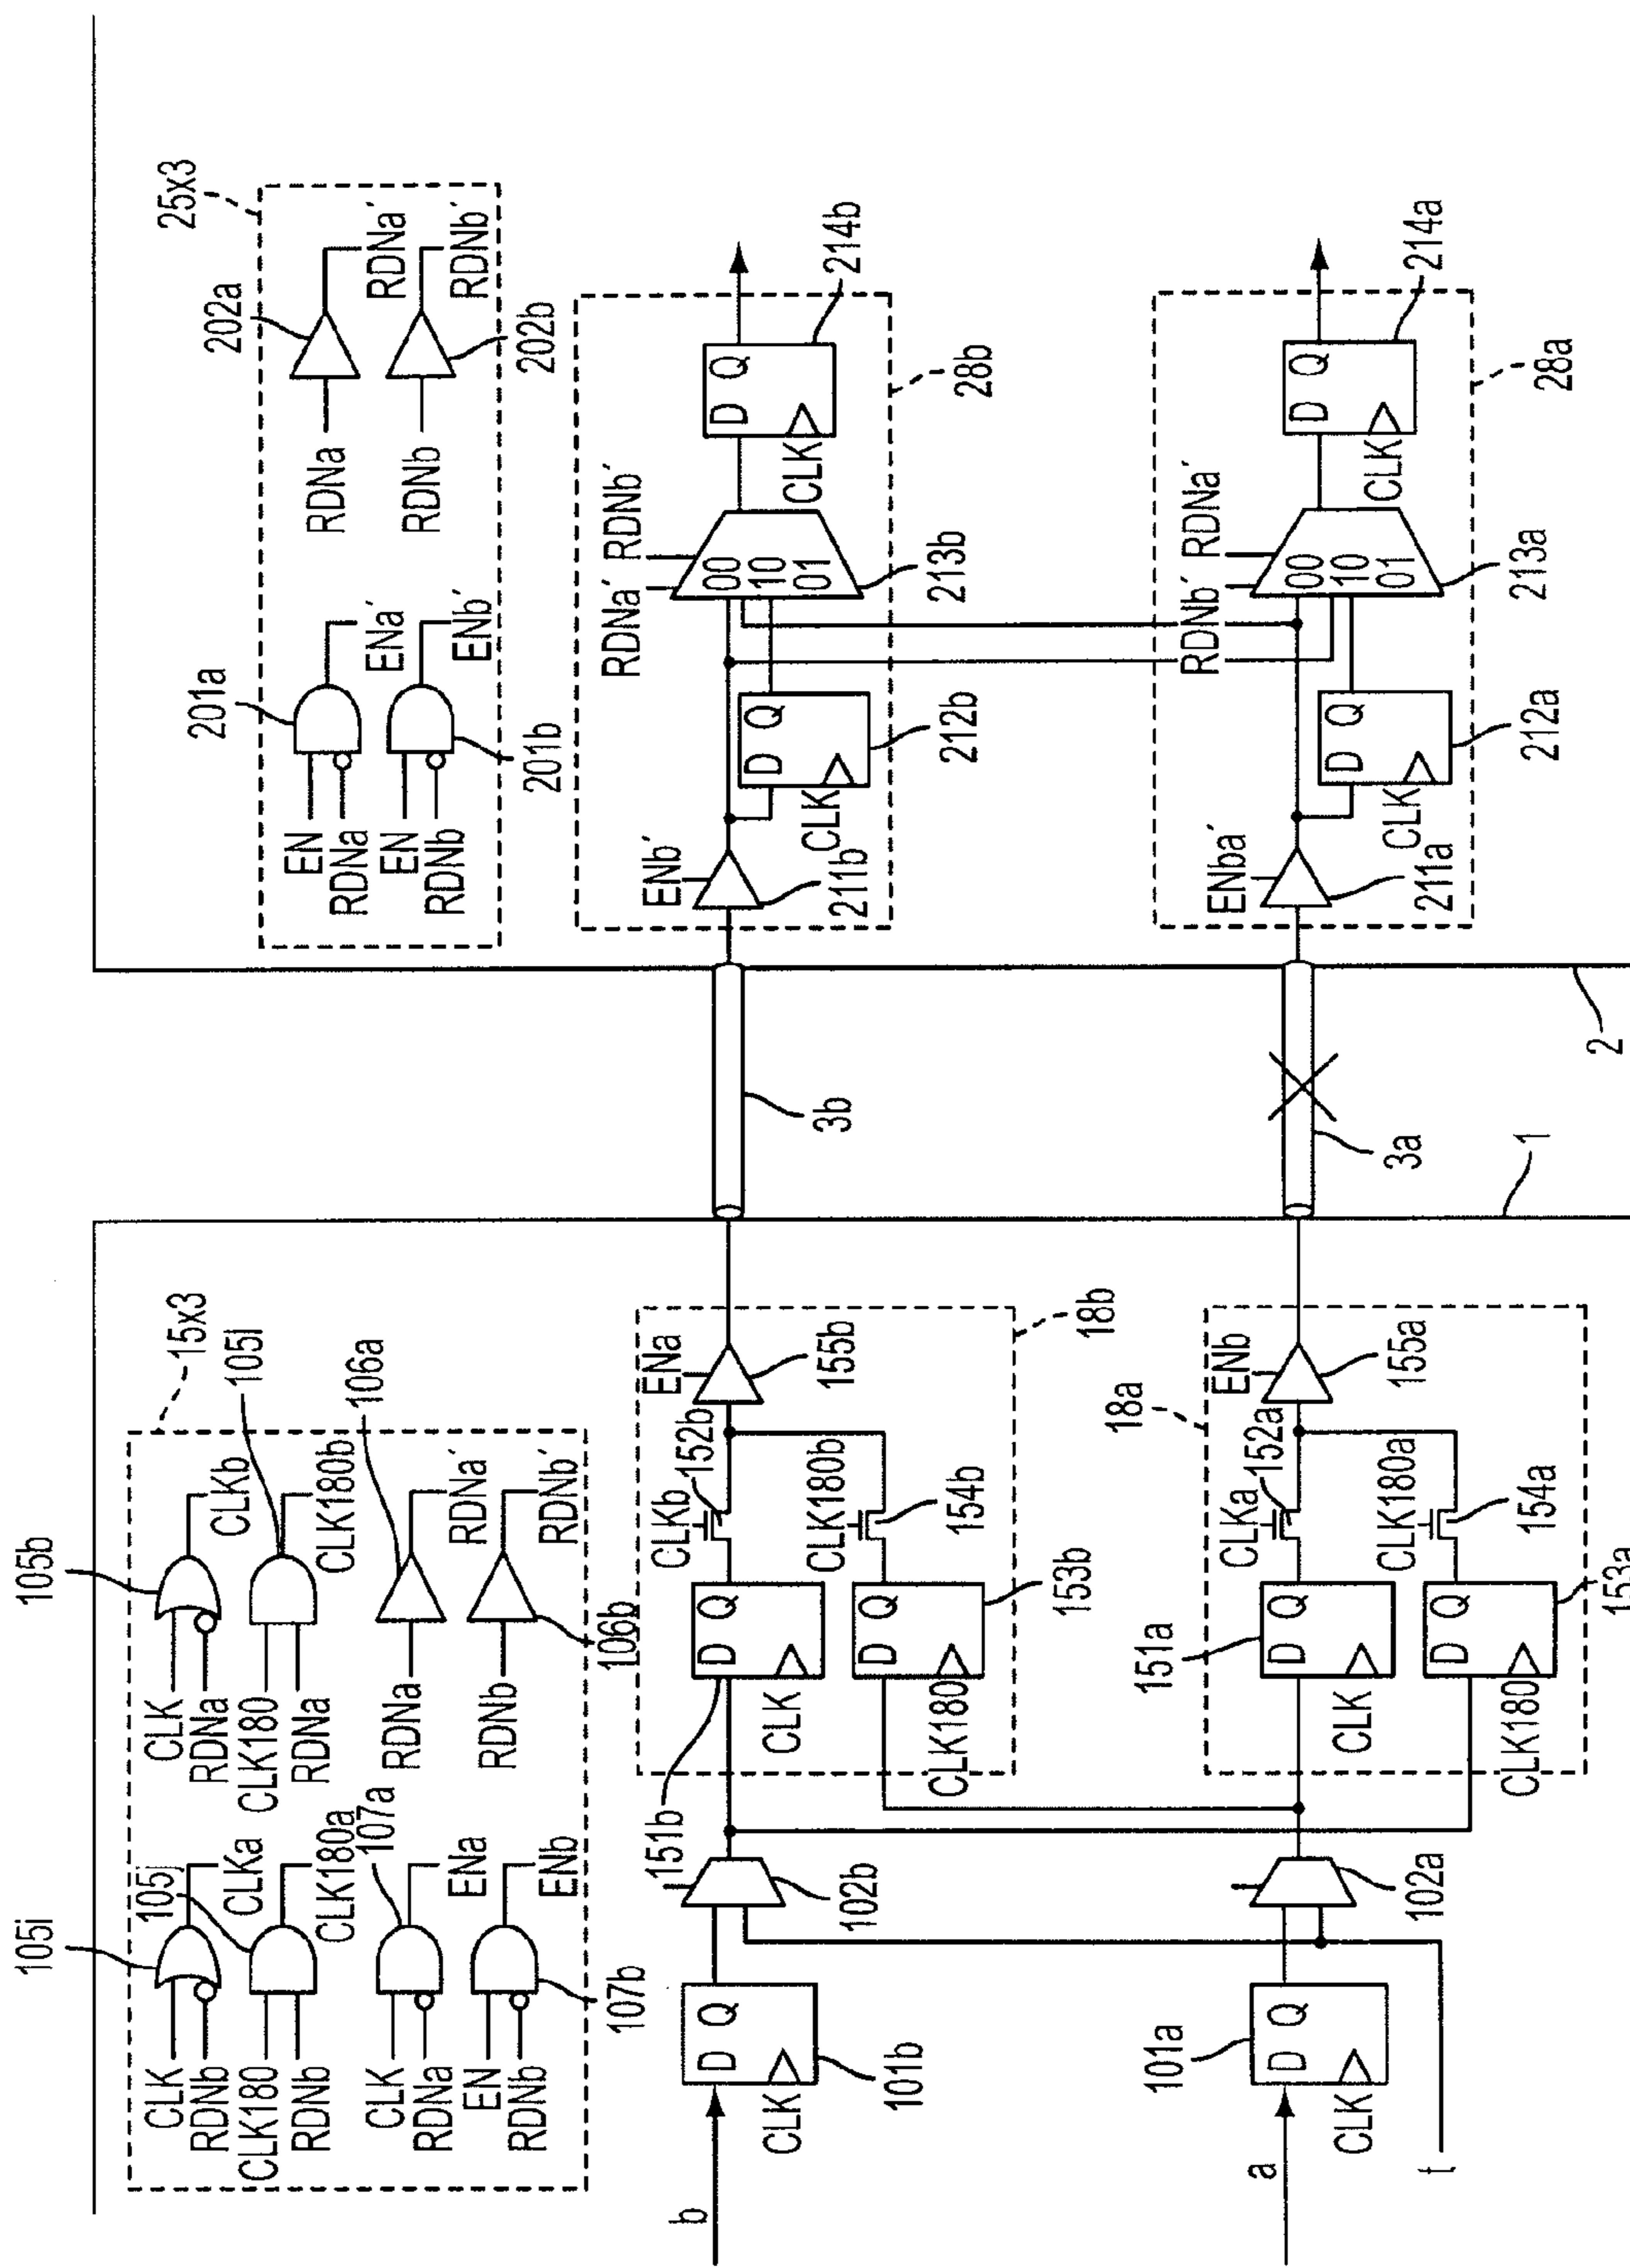 105i
105j
CLK
RDNb
CLKa
CLK180
RDNb
CLK180a
107a
CLK
RDNa
ENa
EN
RDNb
ENb
107b
105b
CLK
RDNa
CLKb
15x3
CLK180
RDNa
CLK180b
105i
106a
RDNa
RDNa´
RDNb
RDNb´
106b
201a
EN
RDNa
ENa´
EN
RDNb
ENb´
201b
25x3
202a
RDNa
RDNa´
RDNb
RDNb´
202b
b
D Q
CLK
101b
102b
151b
D Q
CLK
CLKb
152b
ENa
155b
D Q
CLK180
153b
CLK180b
154b
18b
3b
ENb´
211b
D Q
CLK
212b
RDNa´
RDNb´
00
10
01
213b
D Q
CLK
214b
28b
a
D Q
CLK
101a
t
102a
151a
D Q
CLK
CLKa
152a
18a
ENb
155a
D Q
CLK180
153a
CLK180a
154a
1
3a
2
ENba´
211a
D Q
CLK
212a
RDNb´
RDNa´
00
10
01
213a
D Q
CLK
214a
28a